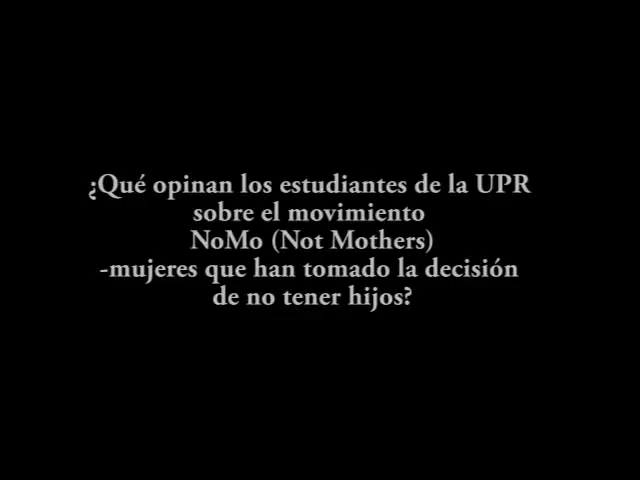 ¿Qué opinan los estudiantes de la UPR
sobre el movimiento
NoMo (Not Mothers)
-mujeres que han tomado la decisión
de no tener hijos?